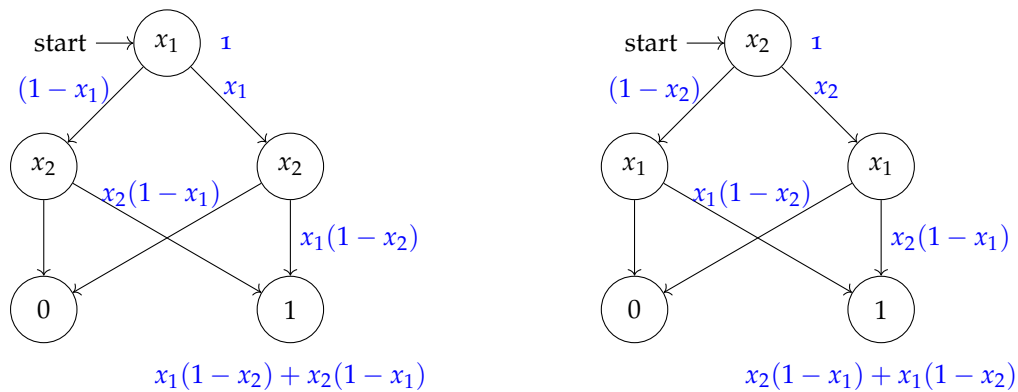 start x₁ 1
(1 − x₁) x₁
x₂ x₂
x₂(1 − x₁)
x₁(1 − x₂)
0 1
x₁(1 − x₂) + x₂(1 − x₁)
start x₂ 1
(1 − x₂) x₂
x₁ x₁
x₁(1 − x₂)
x₂(1 − x₁)
0 1
x₂(1 − x₁) + x₁(1 − x₂)